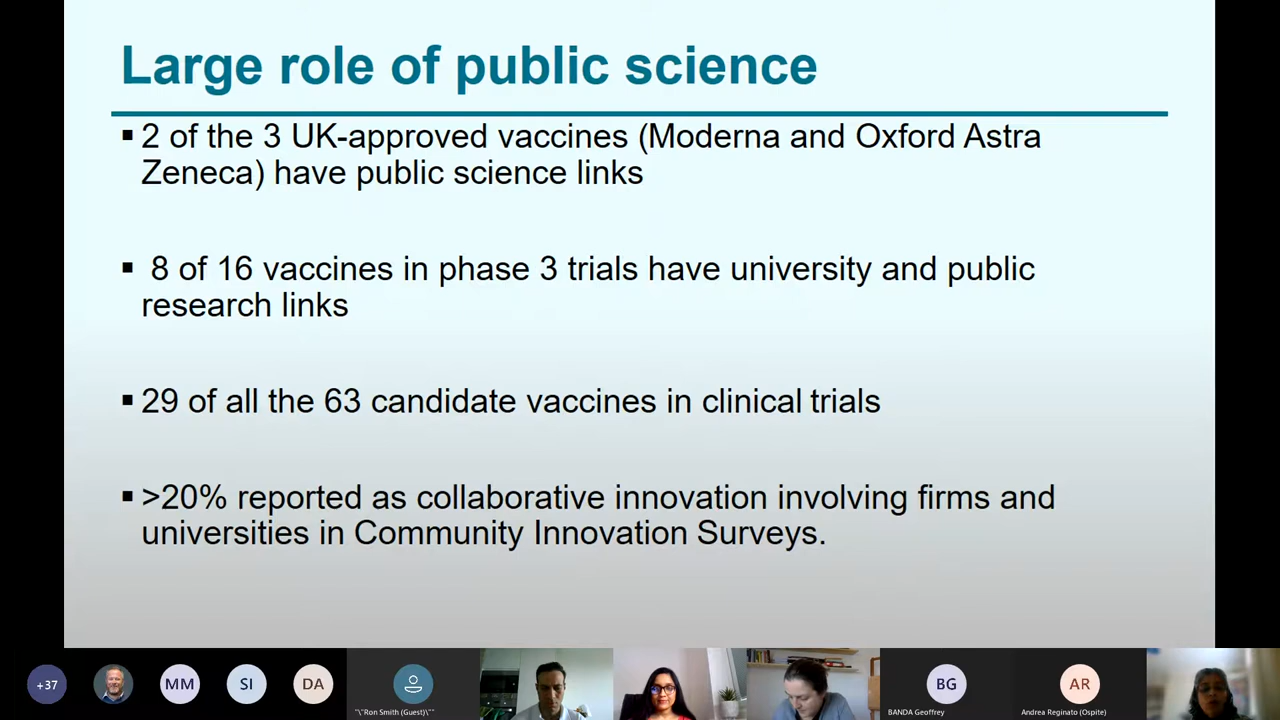 Large role of public science
▪ 2 of the 3 UK-approved vaccines (Moderna and Oxford Astra
Zeneca) have public science links
▪ 8 of 16 vaccines in phase 3 trials have university and public
research links
▪ 29 of all the 63 candidate vaccines in clinical trials
▪ >20% reported as collaborative innovation involving firms and
universities in Community Innovation Surveys.
+37
MM
SI
DA
"\"Ron Smith (Guest)\""
BG
BANDA Geoffrey
AR
Andrea Reginato (Ospite)